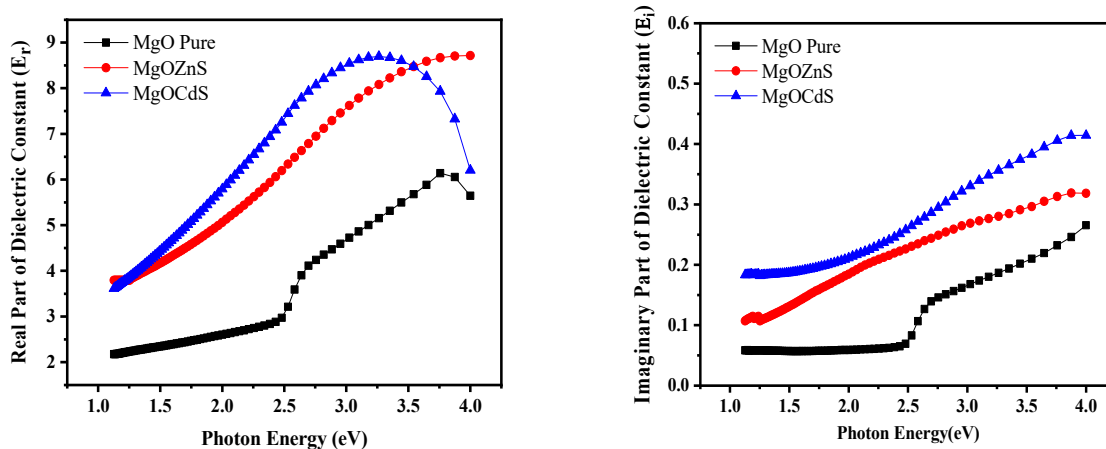 Real Part of Dielectric Constant (Er)
9
8
7
6
5
4
3
2
MgO Pure
MgOZnS
MgOCdS
1.0 1.5 2.0 2.5 3.0 3.5 4.0
Photon Energy (eV)
Imaginary Part of Dielectric Constant (Ei)
0.6
0.5
0.4
0.3
0.2
0.1
0.0
MgO Pure
MgOZnS
MgOCdS
1.0 1.5 2.0 2.5 3.0 3.5 4.0
Photon Energy(eV)